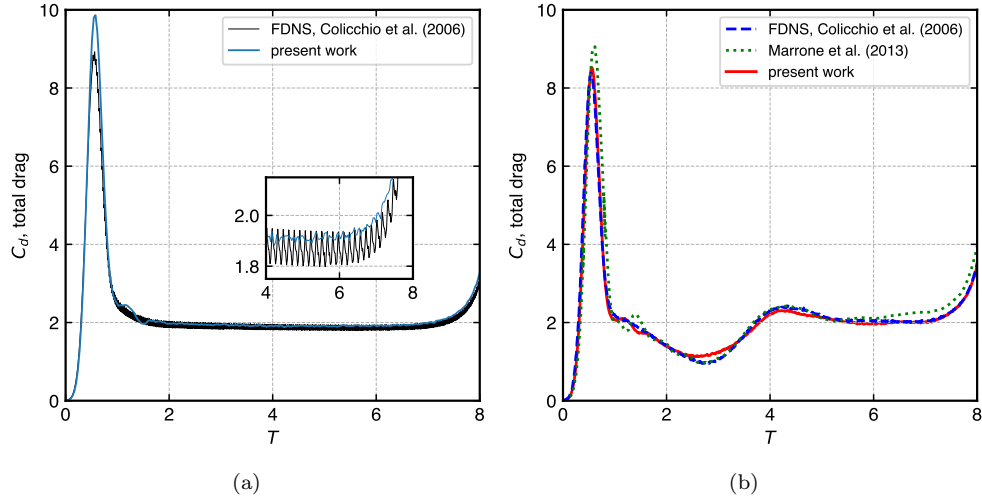 10
8
6
4
2
0
C_d, total drag
FDNS, Colicchio et al. (2006)
present work
2.0
1.8
4
6
8
0
2
4
6
8
T
(a)
10
8
6
4
2
0
C_d, total drag
FDNS, Colicchio et al. (2006)
Marrone et al. (2013)
present work
0
2
4
6
8
T
(b)